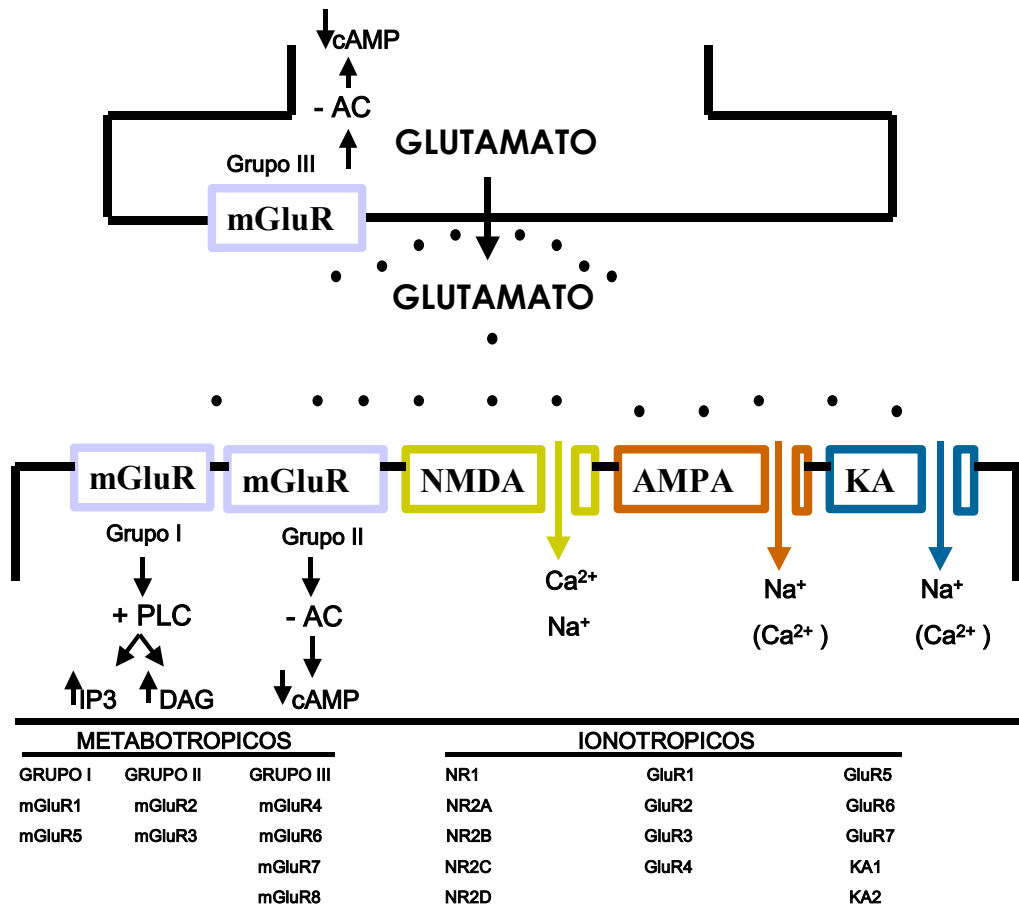 cAMP
- AC
GLUTAMATO
Grupo III
mGluR
GLUTAMATO
mGluR mGluR NMDA AMPA KA
Grupo I Grupo II
Ca²⁺ Na⁺ Na⁺
+ PLC - AC Na⁺ (Ca²⁺ ) (Ca²⁺ )
IP3 DAG cAMP
METABOTROPICOS IONOTROPICOS
GRUPO I GRUPO II GRUPO III NR1 GluR1 GluR5
mGluR1 mGluR2 mGluR4 NR2A GluR2 GluR6
mGluR5 mGluR3 mGluR6 NR2B GluR3 GluR7
mGluR7 NR2C GluR4 KA1
mGluR8 NR2D KA2